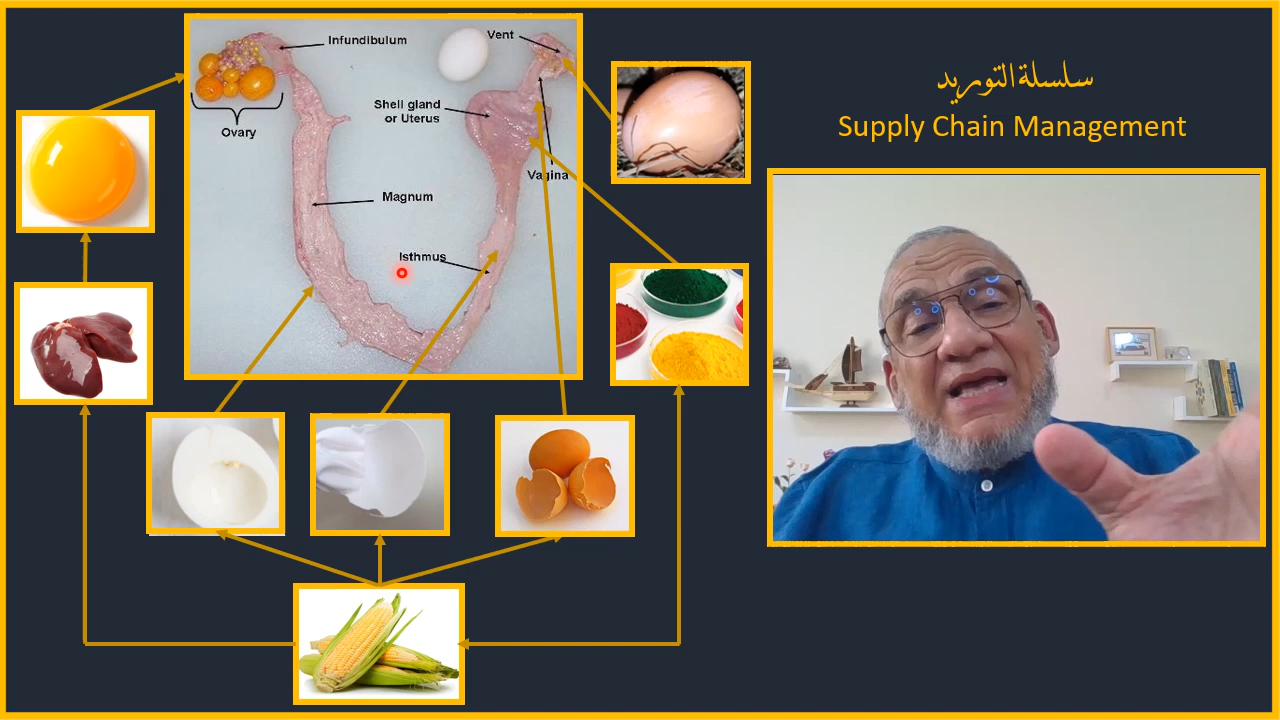 سلسلة التوريد
Supply Chain Management
Infundibulum
Vent
Ovary
Shell gland
or Uterus
Vagina
Magnum
Isthmus